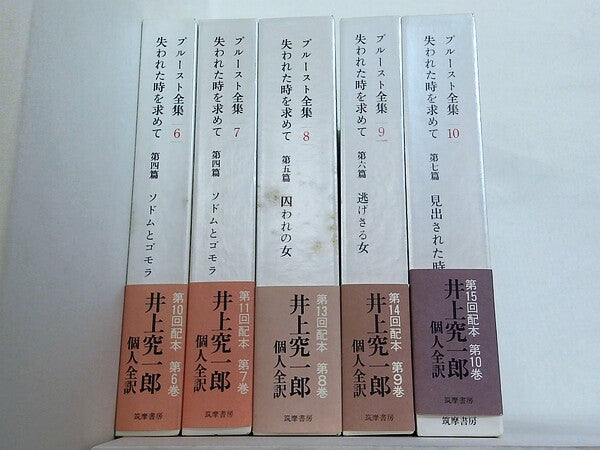 プルースト全集 6
失われた時を求めて 第四篇 ソドムとゴモラ
第10回配本 第6巻
井上究一郎
個人全訳
筑摩書房
プルースト全集 7
失われた時を求めて 第四篇 ソドムとゴモラ
第11回配本 第7巻
井上究一郎
個人全訳
筑摩書房
プルースト全集 8
失われた時を求めて 第五篇 囚われの女
第13回配本 第8巻
井上究一郎
個人全訳
筑摩書房
プルースト全集 9
失われた時を求めて 第六篇 逃げさる女
第14回配本 第9巻
井上究一郎
個人全訳
筑摩書房
プルースト全集 10
失われた時を求めて 第七篇 見出された時
第15回配本 第10巻
井上究一郎
個人全訳
筑摩書房